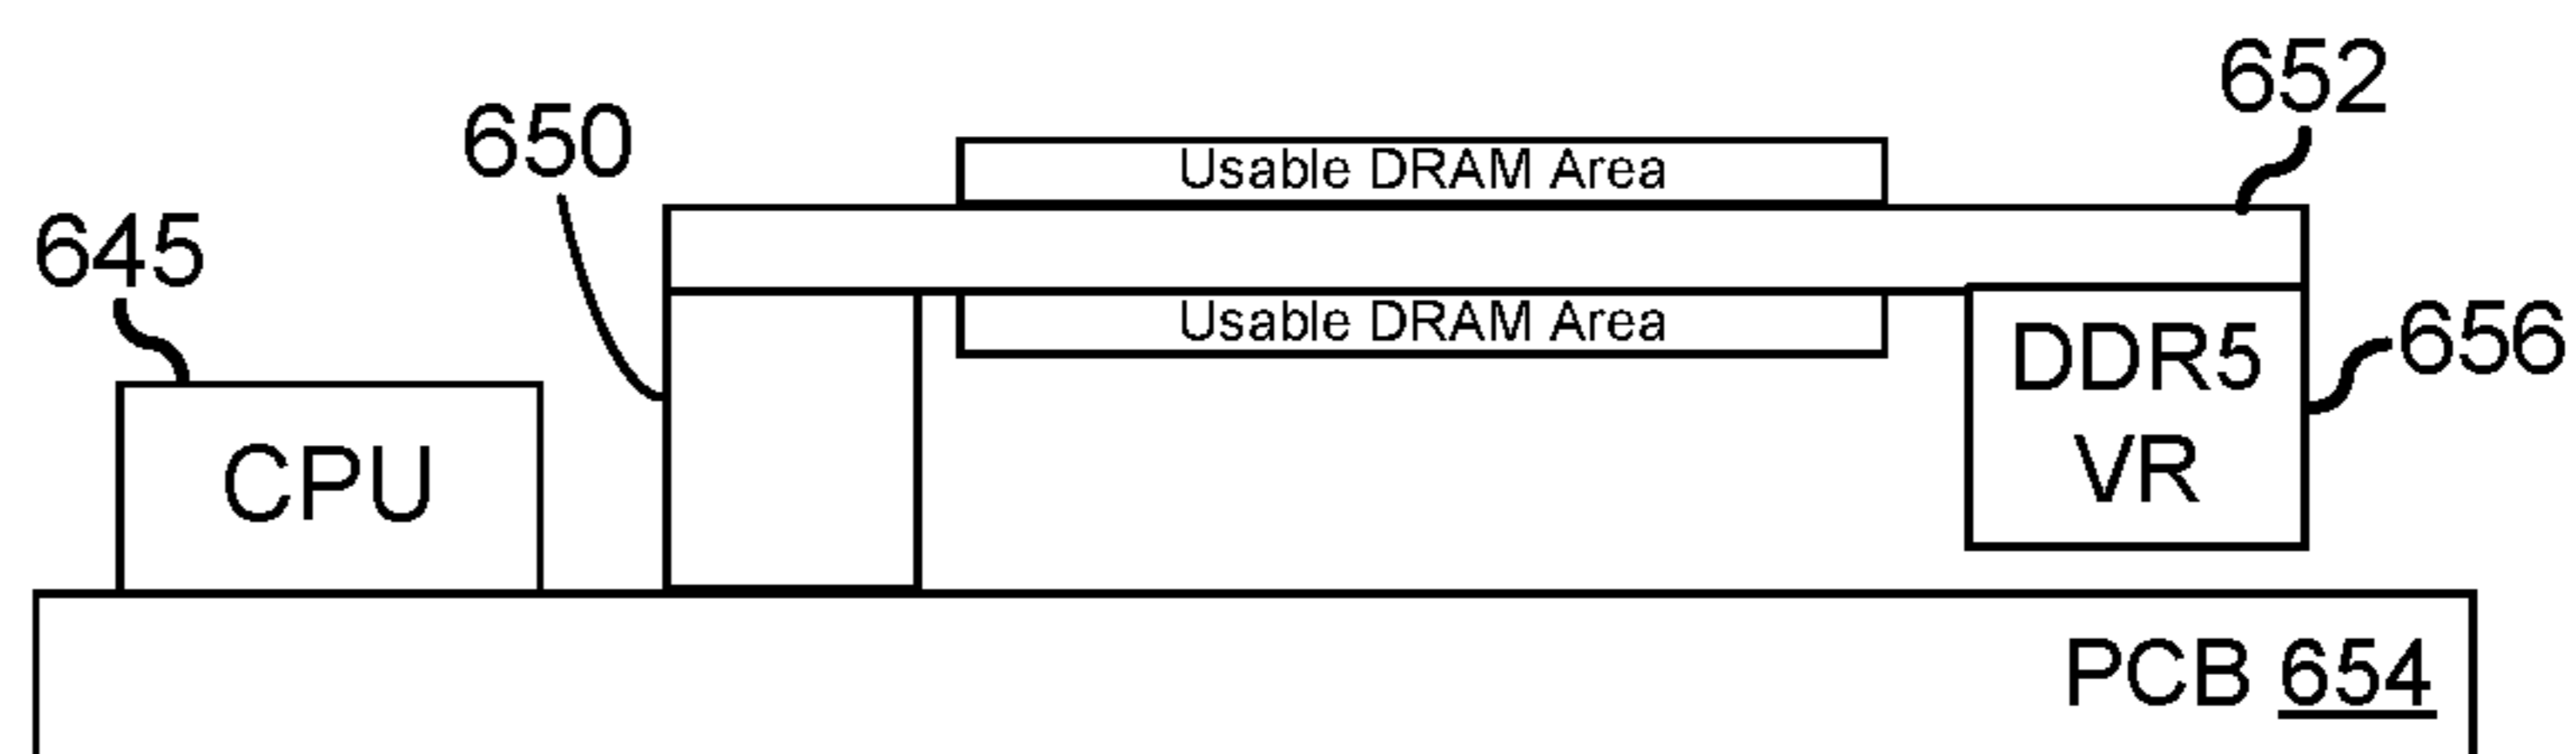 652
650
Usable DRAM Area
645
Usable DRAM Area
DDR5
VR
656
CPU
PCB 654